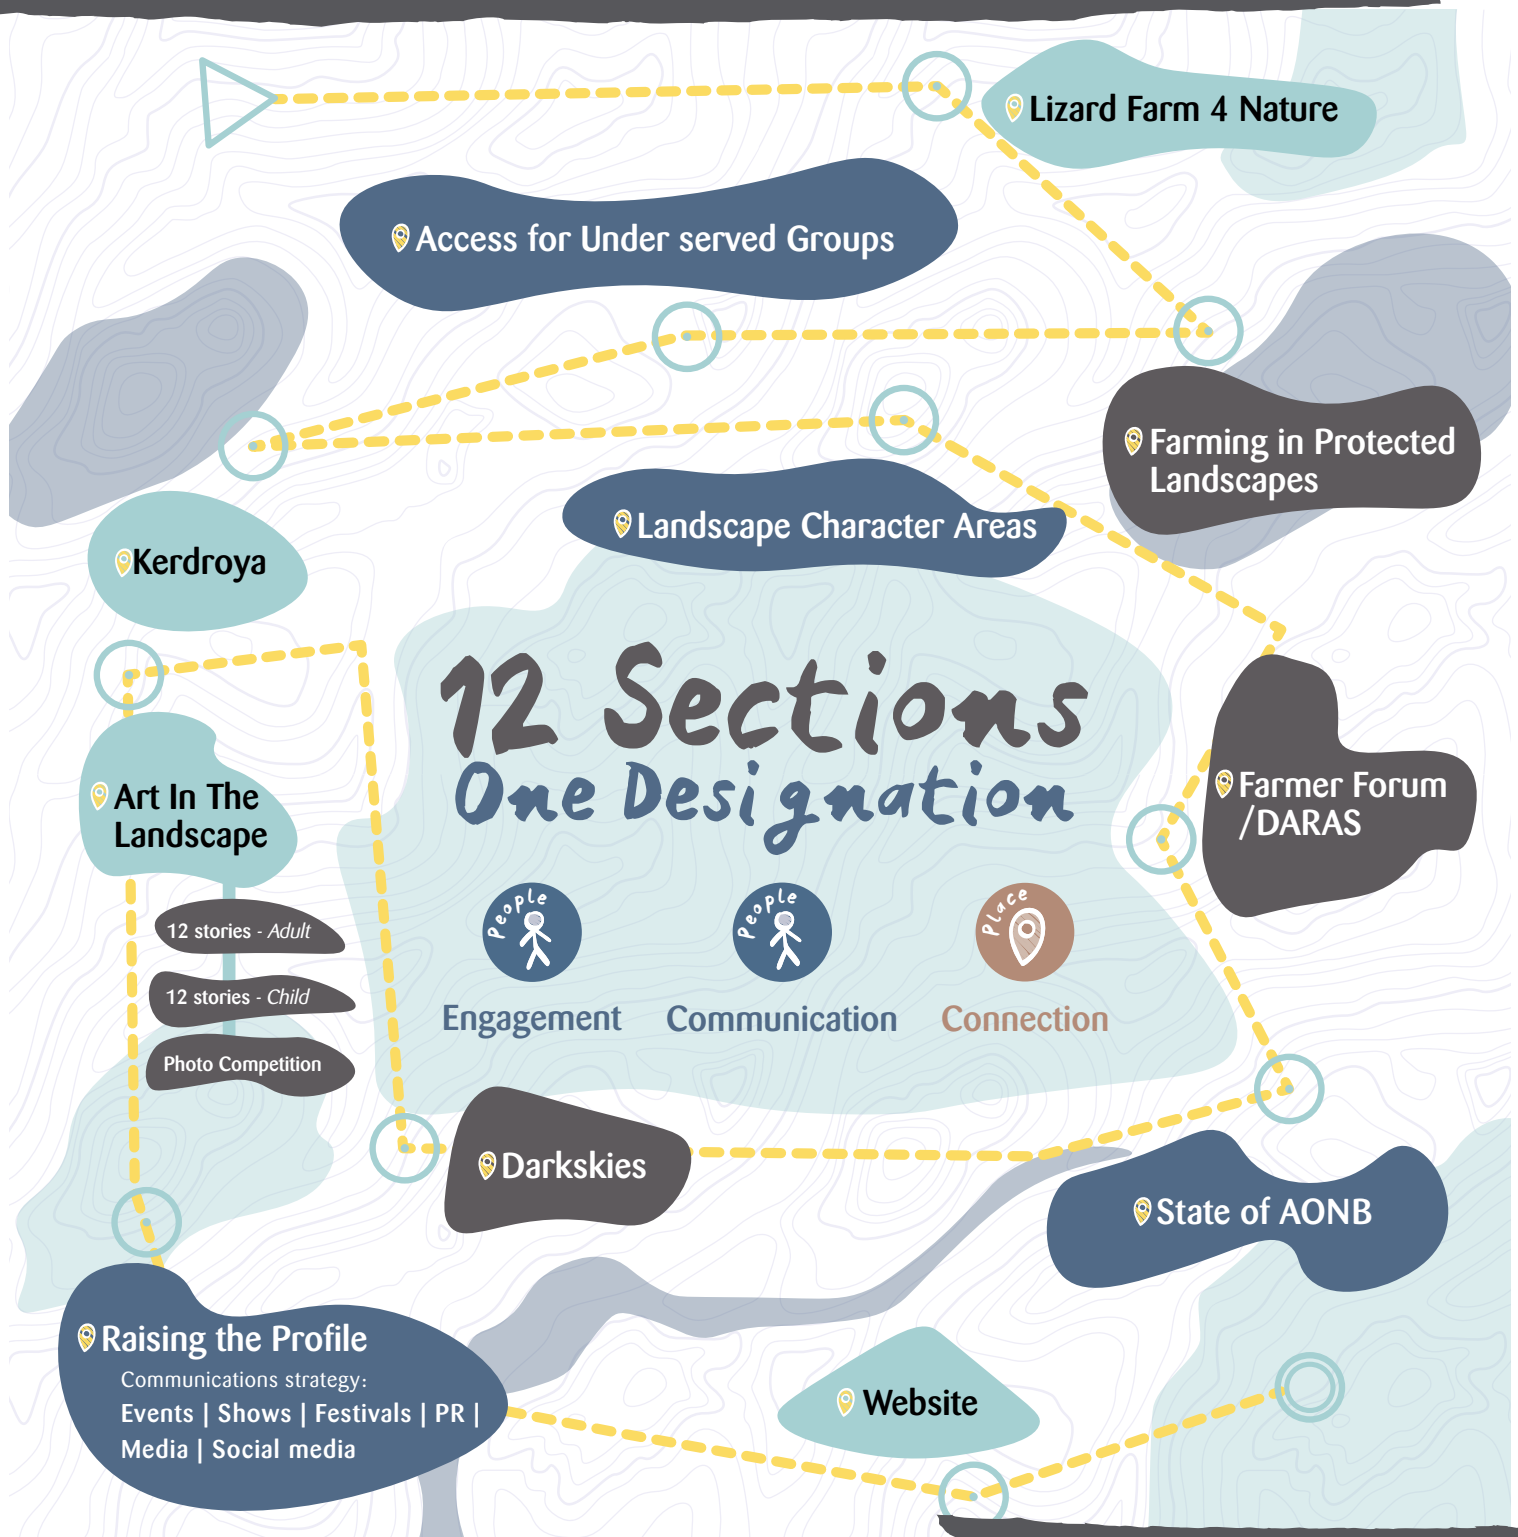 Lizard Farm 4 Nature
Access for Under served Groups
Farming in Protected
Landscapes
Landscape Character Areas
Kerdroya
12 Sections
One Designation
Art In The
Landscape
Farmer Forum
/DARAS
People
People
Place
12 stories - Adult
12 stories - Child
Photo Competition
Engagement
Communication
Connection
Darkskies
State of AONB
Raising the Profile
Communications strategy:
Events | Shows | Festivals | PR |
Media | Social media
Website